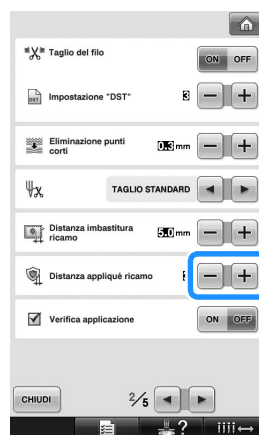 Taglio del filo
ON OFF
DST
Impostazione "DST"
3
− +
Eliminazione punti
corti
0.3 mm
− +
TAGLIO STANDARD
Distanza imbastitura
ricamo
5.0 mm
− +
Distanza appliqué ricamo
− +
Verifica applicazione
ON OFF
CHIUDI
2/5
?